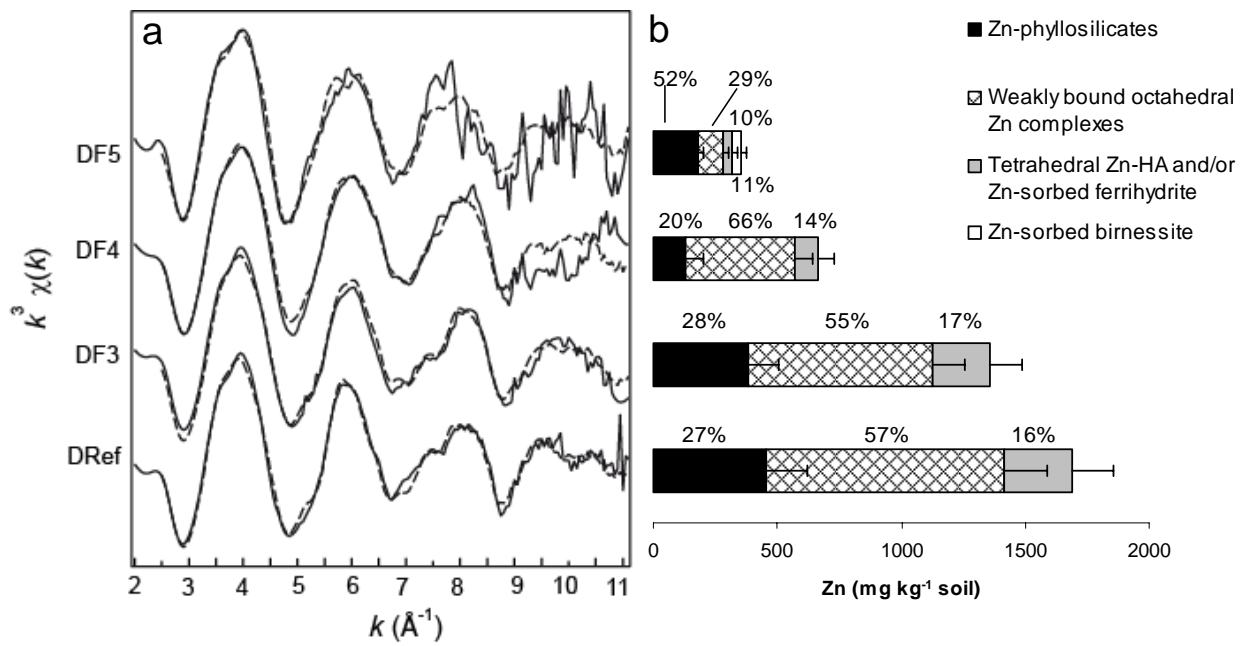 a
b
Zn-phyllosilicates
Weakly bound octahedral
Zn complexes
Tetrahedral Zn-HA and/or
Zn-sorbed ferrihydrite
Zn-sorbed birnessite
52%
29%
10%
11%
20%
66%
14%
28%
55%
17%
27%
57%
16%
DF5
DF4
DF3
DRef
k³ χ(k)
2 3 4 5 6 7 8 9 10 11
k (Å⁻¹)
0 500 1000 1500 2000
Zn (mg kg⁻¹ soil)